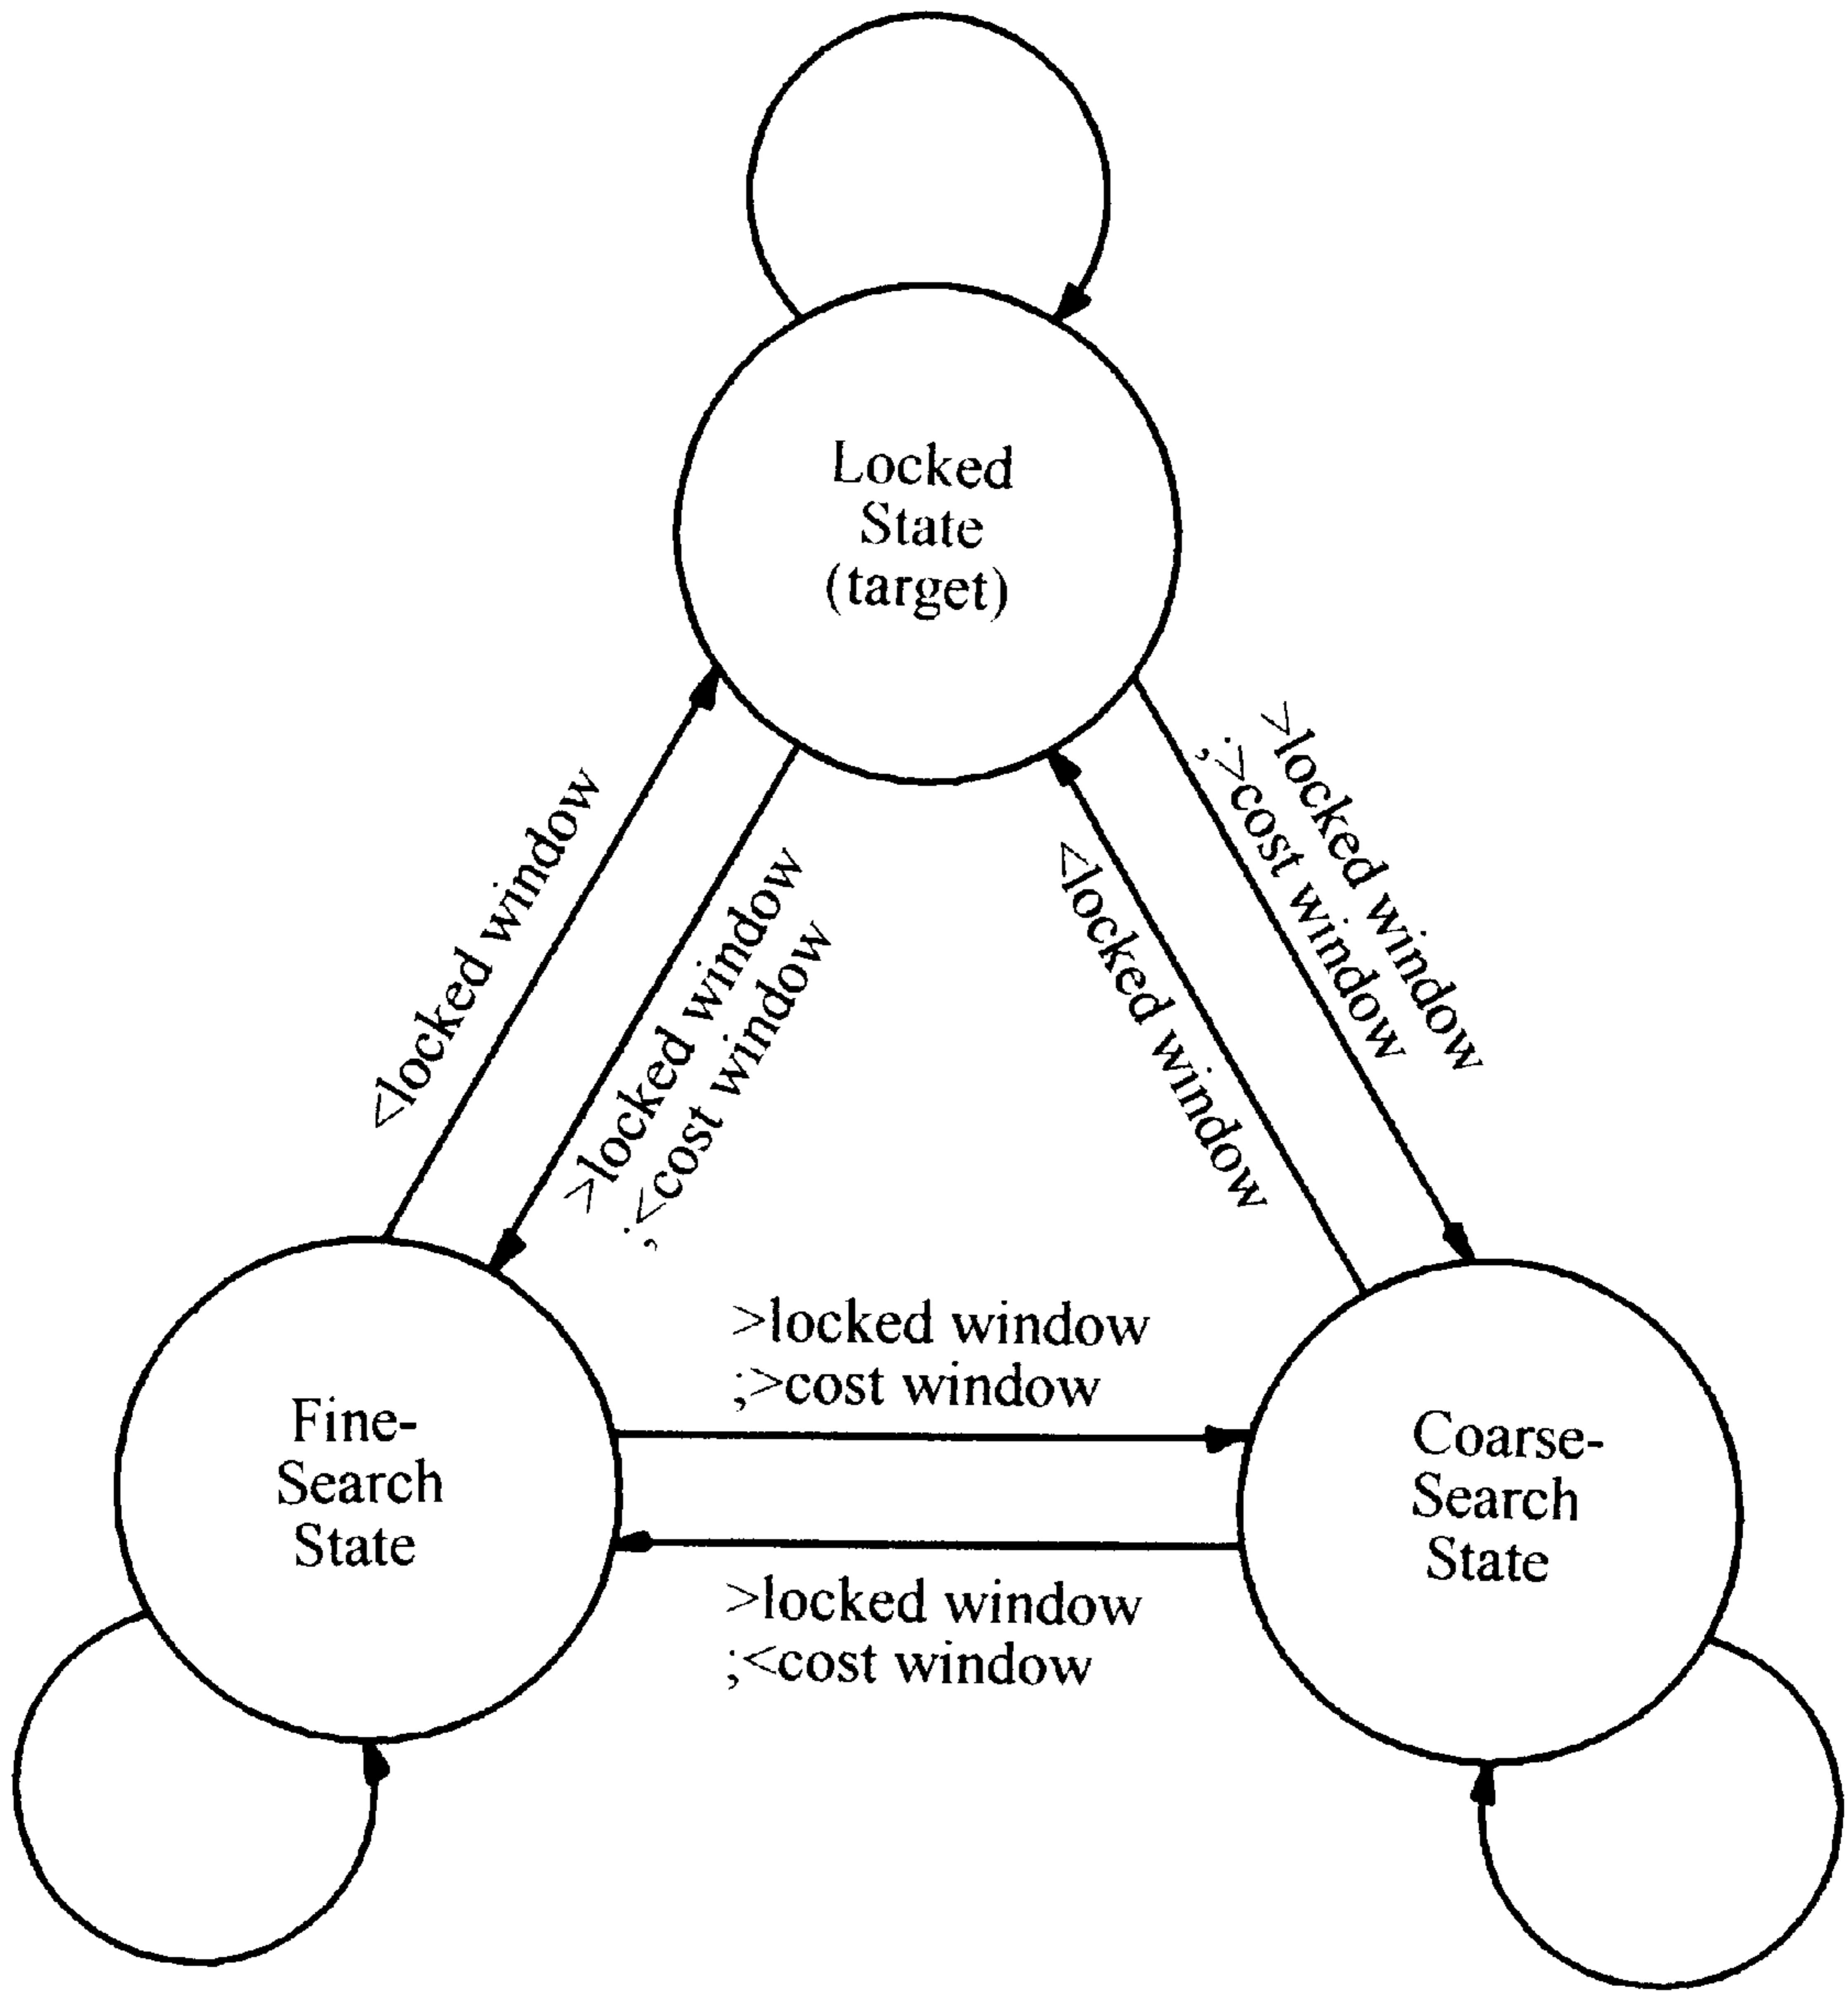 Locked
State
(target)
<locked window
>locked window
;<cost window
<locked window
>locked window
;>cost window
>locked window
;>cost window
Fine-
Search
State
Coarse-
Search
State
>locked window
;<cost window